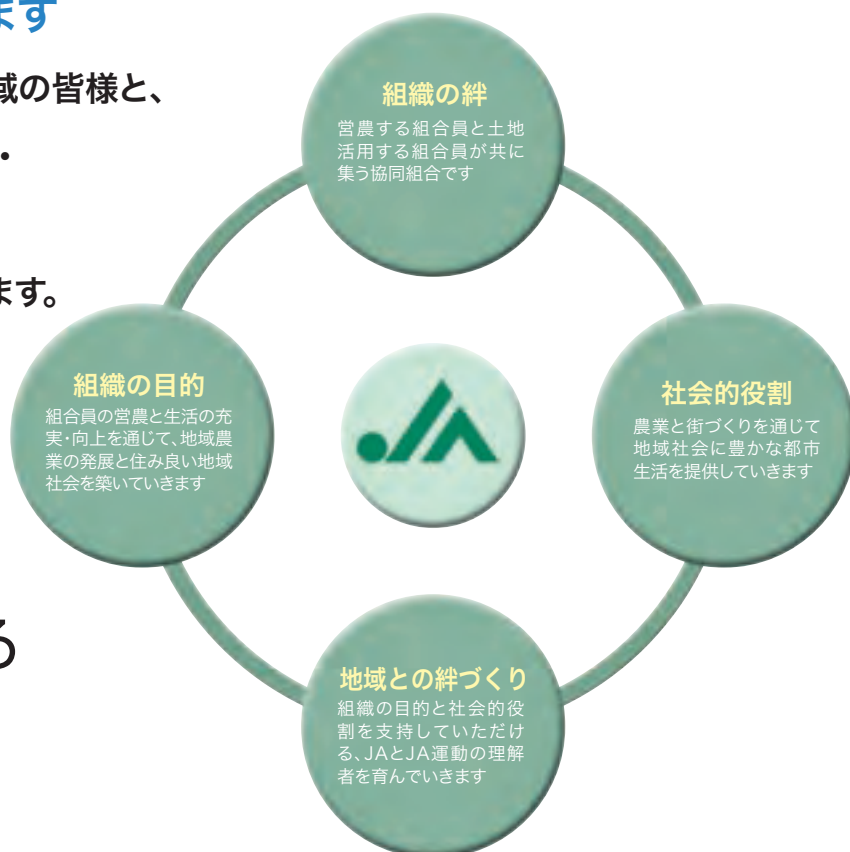 ます
域の皆様と、
・
ます。
る
組織の絆
営農する組合員と土地
活用する組合員が共に
集う協同組合です
組織の目的
組合員の営農と生活の充
実・向上を通じて、地域農
業の発展と住み良い地域
社会を築いていきます
JA
社会的役割
農業と街づくりを通じて
地域社会に豊かな都市
生活を提供していきます
地域との絆づくり
組織の目的と社会的役
割を支持していただけ
る、JAとJA運動の理解
者を育んでいきます